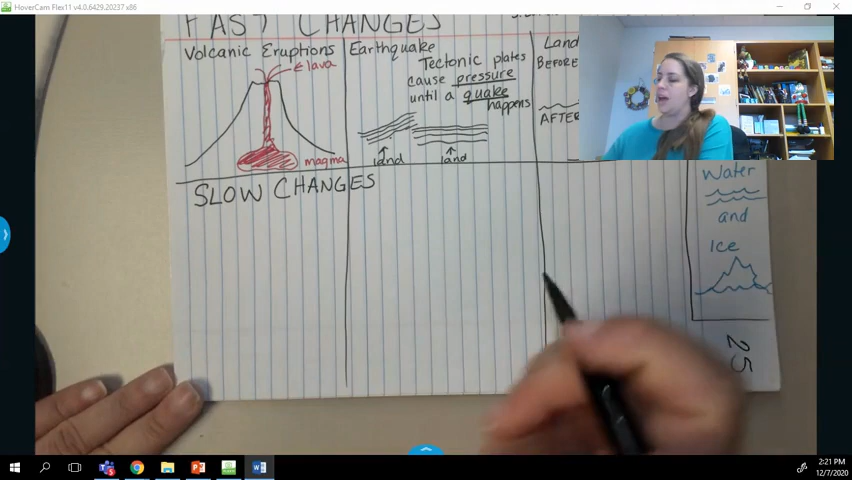 HoverCam Flex11 v4.0.6429.20237 x86
FAST CHANGES
Volcanic Eruptions
lava
magma
Earthquake
Tectonic plates
cause pressure
until a quake
happens
land
land
Land
BEFORE
AFTER
SLOW CHANGES
Water
and
Ice
25
2:21 PM
12/7/2020